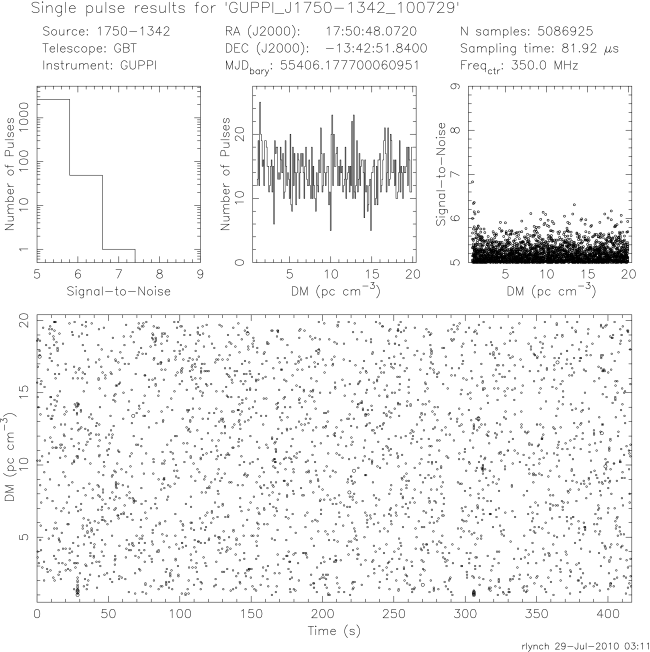 Single pulse results for 'GUPPI_J1750-1342_100729'
Source: 1750-1342
RA (J2000): 17:50:48.0720
N samples: 5086925
Telescope: GBT
DEC (J2000): -13:42:51.8400
Sampling time: 81.92 μs
Instrument: GUPPI
MJD_bary: 55406.177700060951
Freq_ctr: 350.0 MHz
Number of Pulses
1 10 100 1000
5 6 7 8 9
Signal-to-Noise
Number of Pulses
0 10 20
5 10 15 20
DM (pc cm^-3)
Signal-to-Noise
5 6 7 8 9
5 10 15 20
DM (pc cm^-3)
DM (pc cm^-3)
5 10 15 20
0 50 100 150 200 250 300 350 400
Time (s)
rlynch 29-Jul-2010 03:11